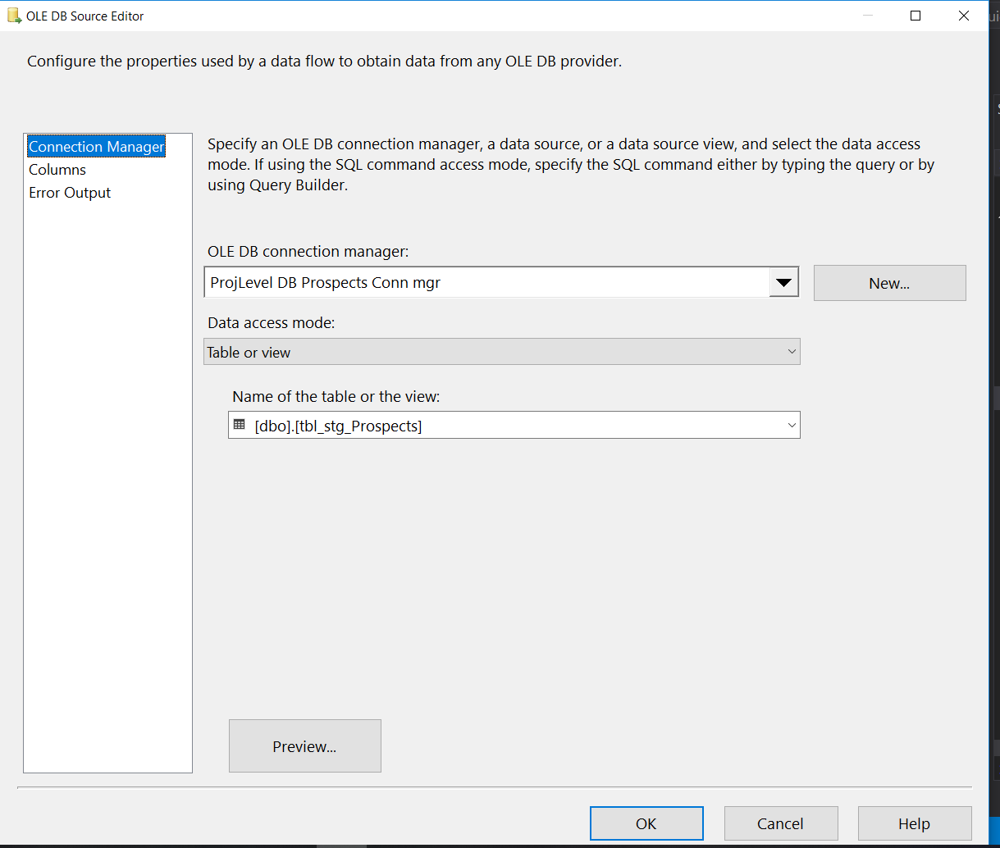 OLE DB Source Editor
Configure the properties used by a data flow to obtain data from any OLE DB provider.
Connection Manager
Columns
Error Output
Specify an OLE DB connection manager, a data source, or a data source view, and select the data access
mode. If using the SQL command access mode, specify the SQL command either by typing the query or by
using Query Builder.
OLE DB connection manager:
ProjLevel DB Prospects Conn mgr
New...
Data access mode:
Table or view
Name of the table or the view:
[dbo].[tbl_stg_Prospects]
Preview...
OK
Cancel
Help